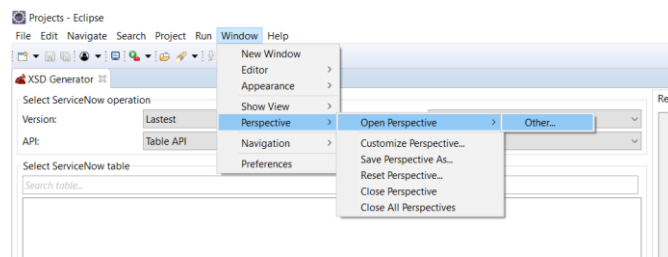 Projects - Eclipse
File Edit Navigate Search Project Run Window Help
New Window
XSD Generator
Editor
Appearance
Select ServiceNow operation
Show View
Re
Version: Lastest
Perspective
Open Perspective
Other...
API: Table API
Navigation
Customize Perspective...
Save Perspective As...
Select ServiceNow table
Preferences
Reset Perspective...
Search table...
Close Perspective
Close All Perspectives